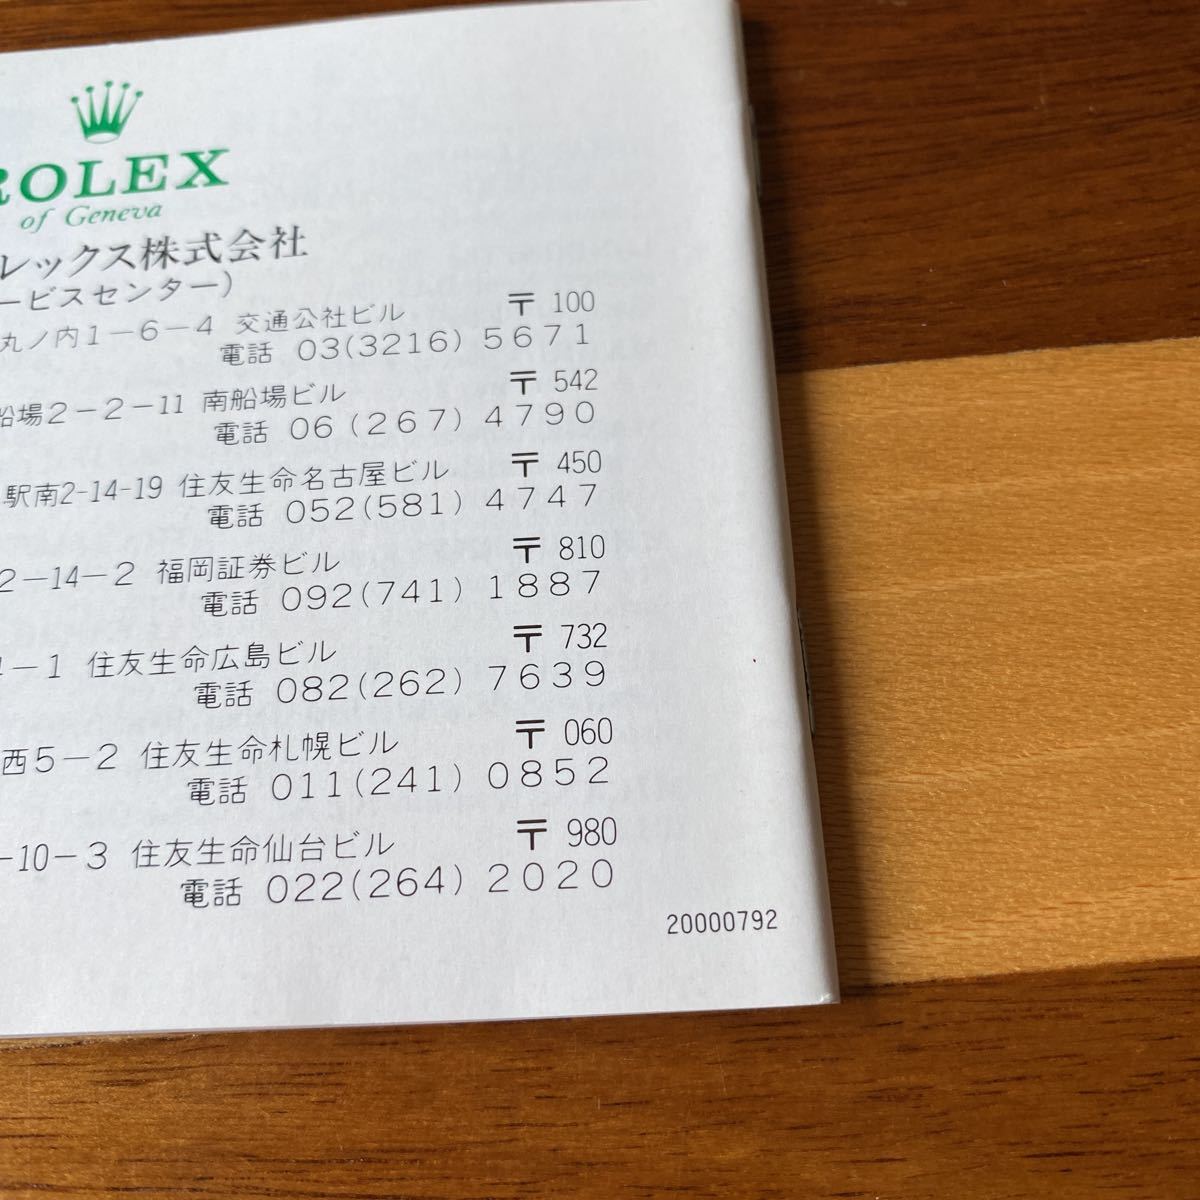 ROLEX
of Geneva
レックス株式会社
ービスセンター)
丸ノ内1-6-4 交通公社ビル 〒100
電話 03(3216)5671
船場2-2-11 南船場ビル 〒542
電話 06(267)4790
駅南2-14-19 住友生命名古屋ビル 〒450
電話 052(581)4747
2-14-2 福岡証券ビル 〒810
電話 092(741)1887
-1 住友生命広島ビル 〒732
電話 082(262)7639
西5-2 住友生命札幌ビル 〒060
電話 011(241)0852
-10-3 住友生命仙台ビル 〒980
電話 022(264)2020
20000792